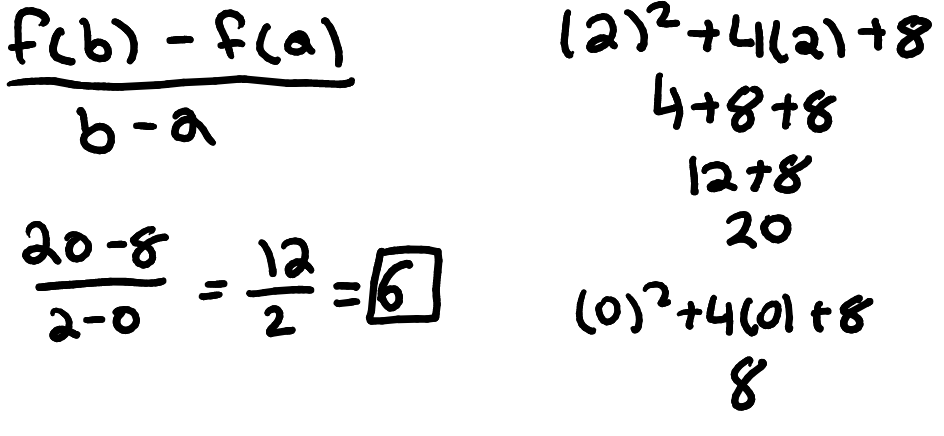 f(b) - f(a)
b - a
20 - 8
2 - 0
= 12
2
= 6
(2)² + 4(2) + 8
4 + 8 + 8
12 + 8
20
(0)² + 4(0) + 8
8